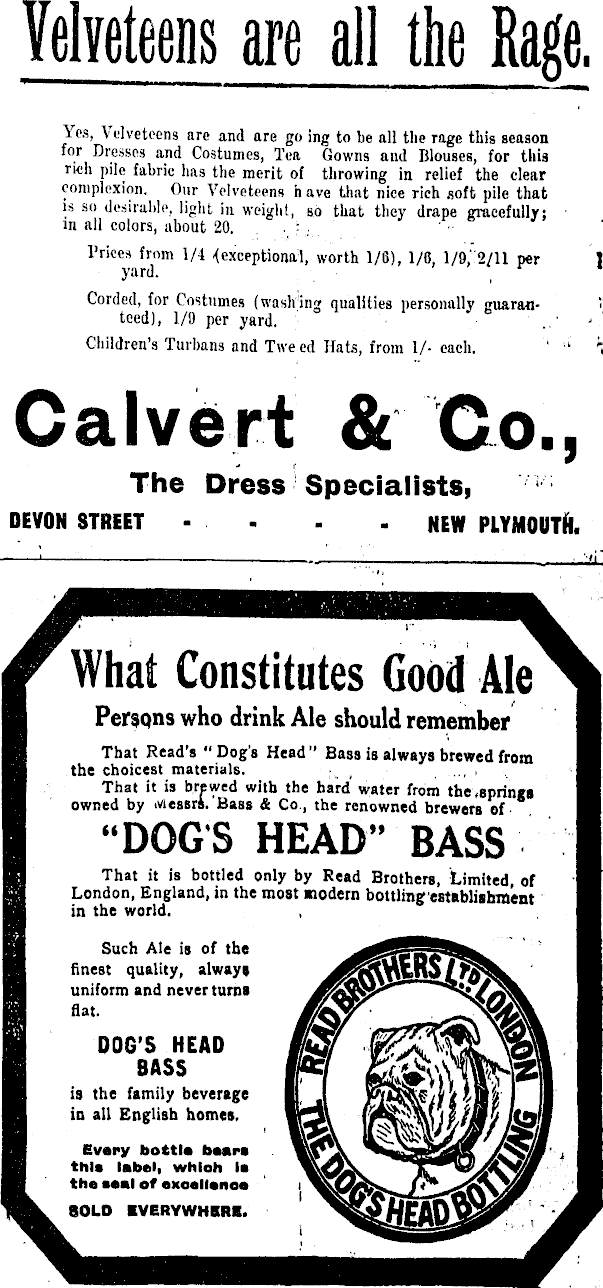 Velveteens are all the Rage.
Yes, Velveteens are and are going to be all the rage this season
for Dresses and Costumes, Tea Gowns and Blouses, for this
rich pile fabric has the merit of throwing in relief the clear
complexion. Our Velveteens have that nice rich soft pile that
is so desirable, light in weight, so that they drape gracefully;
in all colors, about 20.
Prices from 1/4 (exceptional, worth 1/6), 1/6, 1/9, 2/11 per
yard.
Corded, for Costumes (washing qualities personally guaran-
teed), 1/9 per yard.
Children's Turbans and Tweed Hats, from 1/- each.
Calvert & Co.,
The Dress Specialists,
DEVON STREET - - - - NEW PLYMOUTH.
What Constitutes Good Ale
Persons who drink Ale should remember
That Read's "Dog's Head" Bass is always brewed from
the choicest materials.
That it is brewed with the hard water from the springs
owned by Messrs. Bass & Co., the renowned brewers of
"DOG'S HEAD" BASS
That it is bottled only by Read Brothers, Limited, of
London, England, in the most modern bottling establishment
in the world.
Such Ale is of the
finest quality, always
uniform and never turns
flat.
DOG'S HEAD
BASS
is the family beverage
in all English homes.
Every bottle bears
this label, which is
the seal of excellence
SOLD EVERYWHERE.
READ BROTHERS LTD LONDON
THE DOG'S HEAD BOTTLING